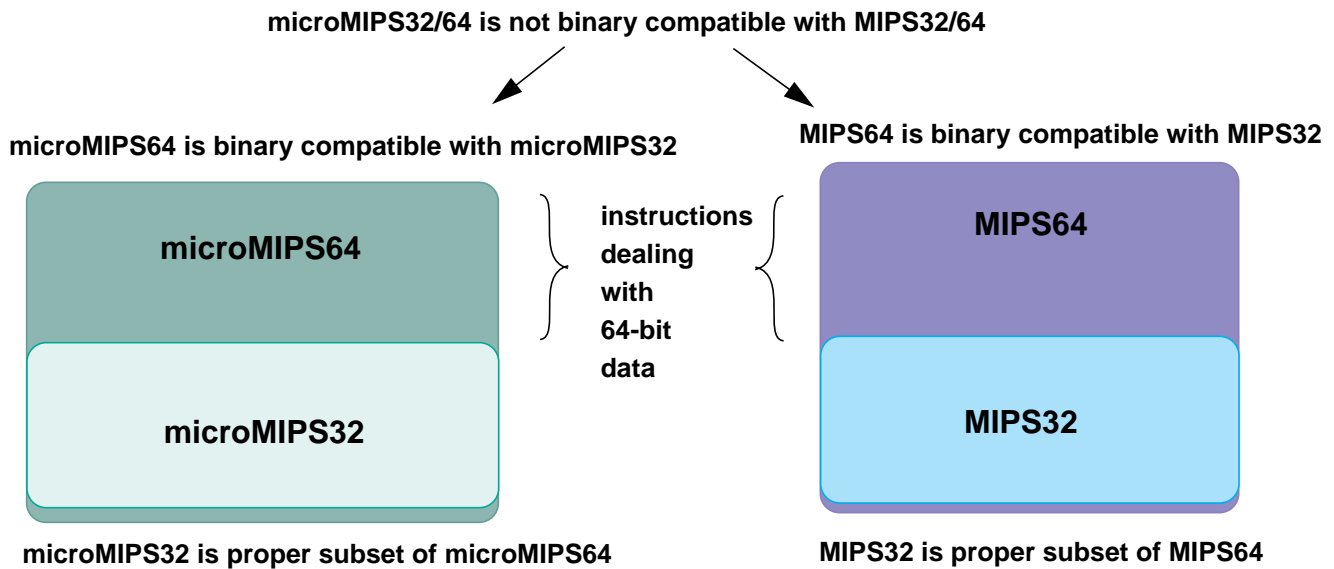 microMIPS32/64 is not binary compatible with MIPS32/64
microMIPS64 is binary compatible with microMIPS32
MIPS64 is binary compatible with MIPS32
microMIPS64
instructions
dealing
with
64-bit
data
MIPS64
microMIPS32
MIPS32
microMIPS32 is proper subset of microMIPS64
MIPS32 is proper subset of MIPS64